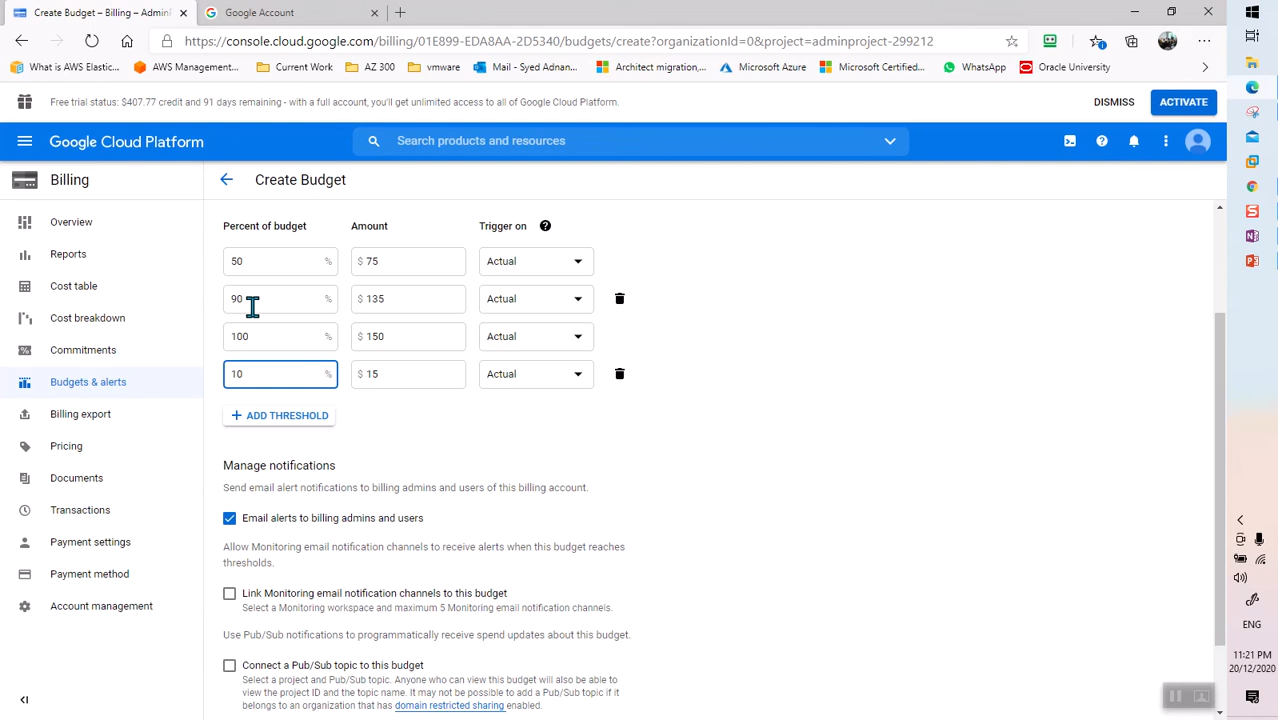 Create Budget – Billing – Admin
Google Account
https://console.cloud.google.com/billing/01E899-EDA8AA-2D5340/budgets/create?organizationId=0&project=adminproject-299212
What is AWS Elastic...
AWS Management...
Current Work
AZ 300
vmware
Mail - Syed Adnan...
Architect migration,...
Microsoft Azure
Microsoft Certified...
WhatsApp
Oracle University
Free trial status: $407.77 credit and 91 days remaining - with a full account, you'll get unlimited access to all of Google Cloud Platform.
DISMISS
ACTIVATE
Google Cloud Platform
Search products and resources
Billing
Create Budget
Overview
Reports
Cost table
Cost breakdown
Commitments
Budgets & alerts
Billing export
Pricing
Documents
Transactions
Payment settings
Payment method
Account management
Percent of budget Amount Trigger on
50 % $ 75 Actual
90 % $ 135 Actual
100 % $ 150 Actual
10 % $ 15 Actual
+ ADD THRESHOLD
Manage notifications
Send email alert notifications to billing admins and users of this billing account.
Email alerts to billing admins and users
Allow Monitoring email notification channels to receive alerts when this budget reaches
thresholds.
Link Monitoring email notification channels to this budget
Select a Monitoring workspace and maximum 5 Monitoring email notification channels.
Use Pub/Sub notifications to programmatically receive spend updates about this budget.
Connect a Pub/Sub topic to this budget
Select a project and Pub/Sub topic. Anyone who can view this budget will also be able to
view the project ID and the topic name. It may not be possible to add a Pub/Sub topic if it
belongs to an organization that has domain restricted sharing enabled.
ENG
11:21 PM
20/12/2020